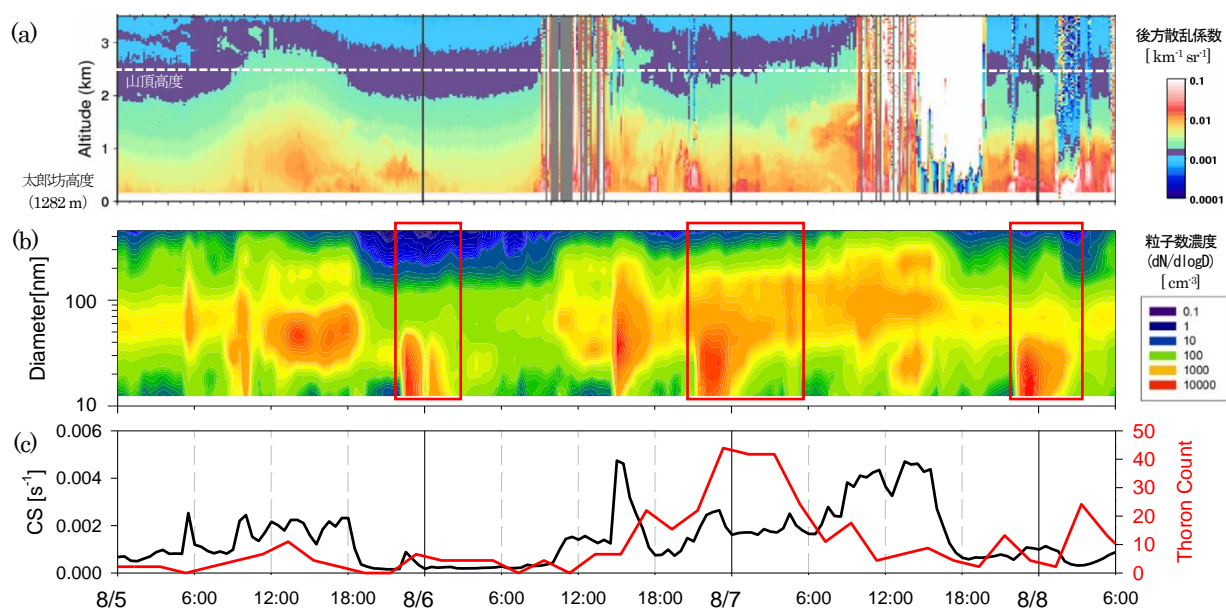 (a)
3
2
1
0
Altitude (km)
山頂高度
太郎坊高度
(1282 m)
後方散乱係数
[ km-1 sr-1]
0.1
0.01
0.001
0.0001
(b)
100
10
Diameter[nm]
粒子数濃度
(dN/dlogD)
[ cm-3]
0.1
1
10
100
1000
10000
(c)
0.006
0.004
0.002
0.000
CS [s-1]
50
40
30
20
10
0
Thoron Count
8/5 6:00 12:00 18:00 8/6 6:00 12:00 18:00 8/7 6:00 12:00 18:00 8/8 6:00